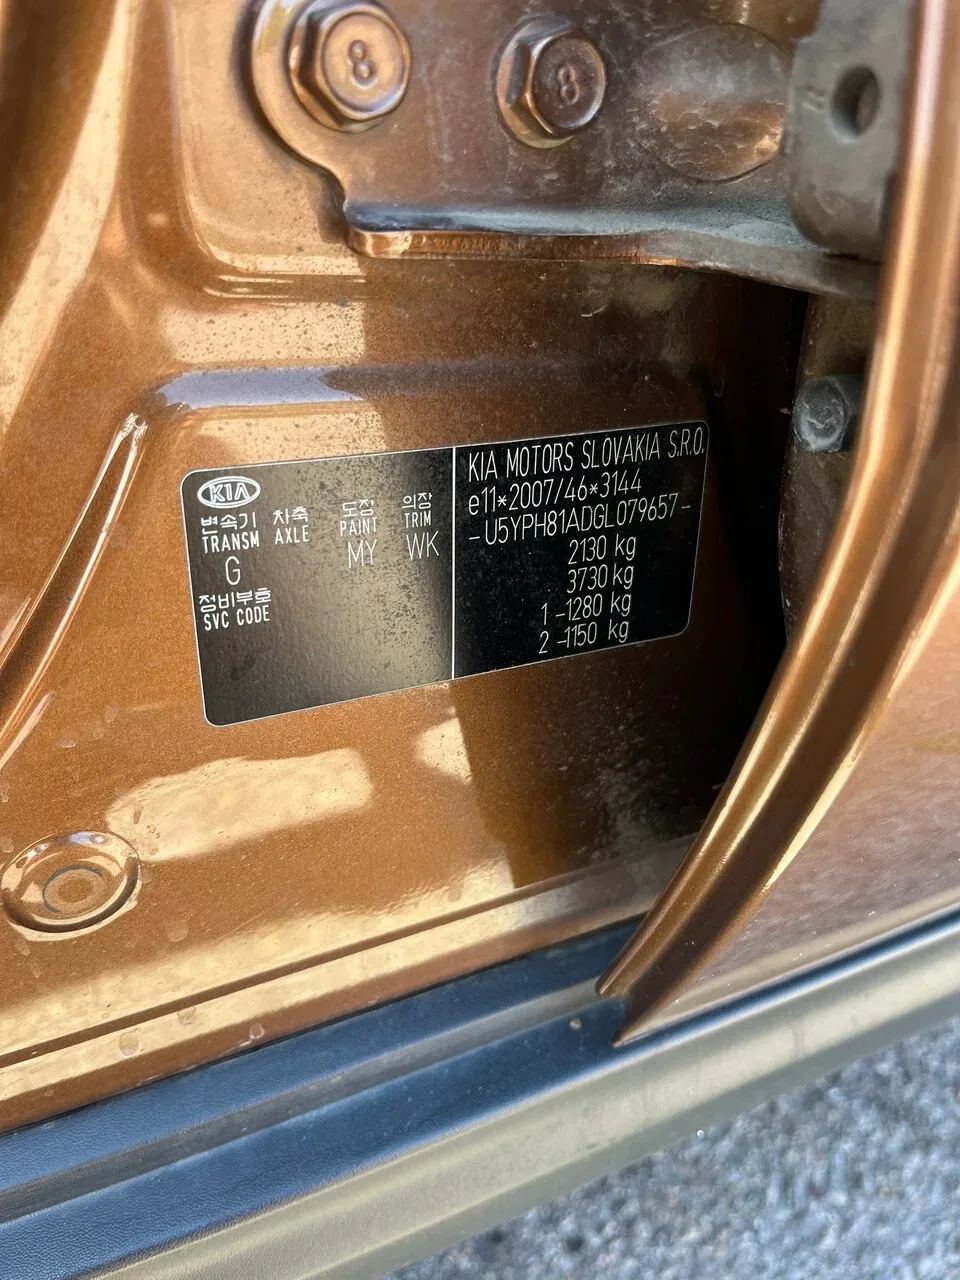 8
8
KIA
변속기 차축 도장 의장
TRANSM AXLE PAINT TRIM
G MY WK
정비부호
SVC CODE
KIA MOTORS SLOVAKIA S.R.O.
e11*2007/46*3144
-U5YPH81ADGL079657-
2130 kg
3730 kg
1 -1280 kg
2 -1150 kg